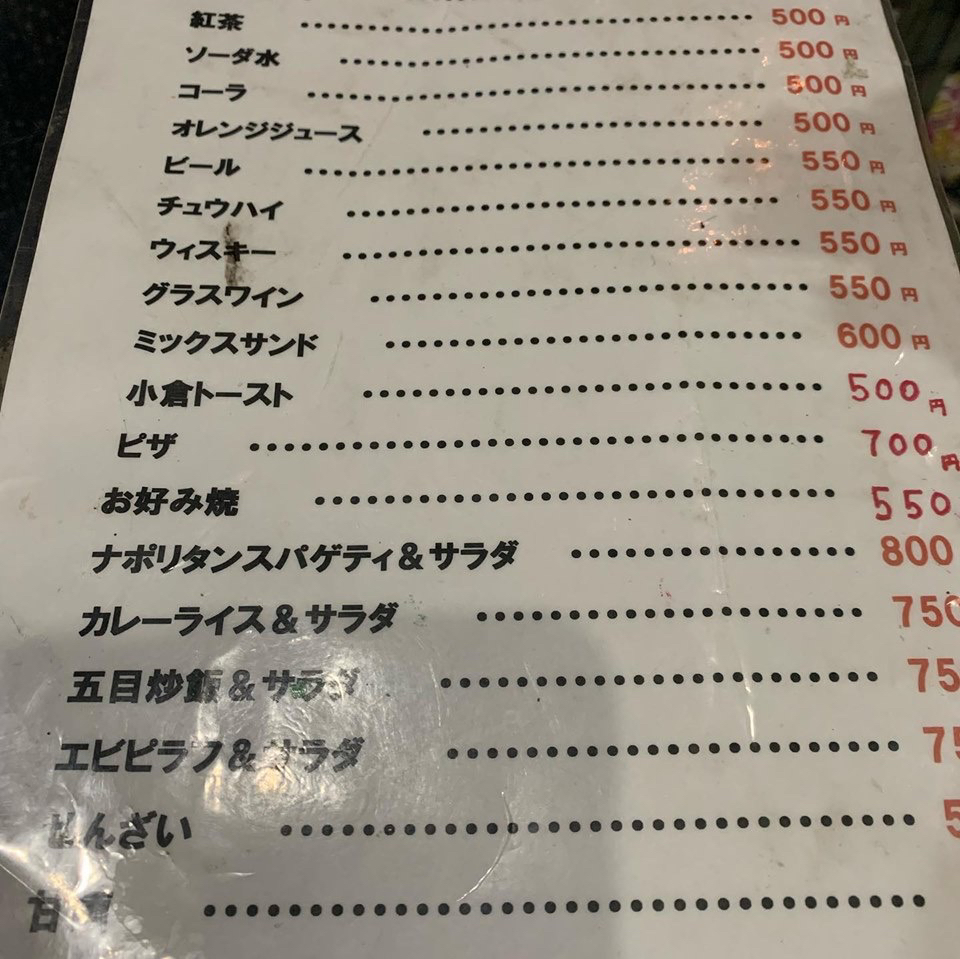 紅茶 ……………………………… 500円
ソーダ水 ……………………………… 500円
コーラ ……………………………… 500円
オレンジジュース ……………………………… 500円
ビール ……………………………… 550円
チュウハイ ……………………………… 550円
ウィスキー ……………………………… 550円
グラスワイン ……………………………… 550円
ミックスサンド ……………………………… 600円
小倉トースト ……………………………… 500円
ピザ ……………………………… 700円
お好み焼 ……………………………… 550
ナポリタンスパゲティ&サラダ ……………………………… 800
カレーライス&サラダ ……………………………… 750
五目炒飯&サラダ ……………………………… 75
エビピラフ&サラダ ……………………………… 75
ぜんざい ……………………………… 5